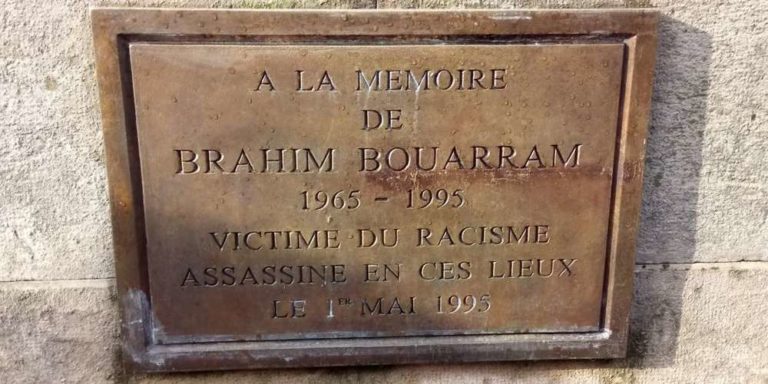 A LA MEMOIRE
DE
BRAHIM BOUARRAM
1965 - 1995
VICTIME DU RACISME
ASSASSINE EN CES LIEUX
LE 1ER MAI 1995